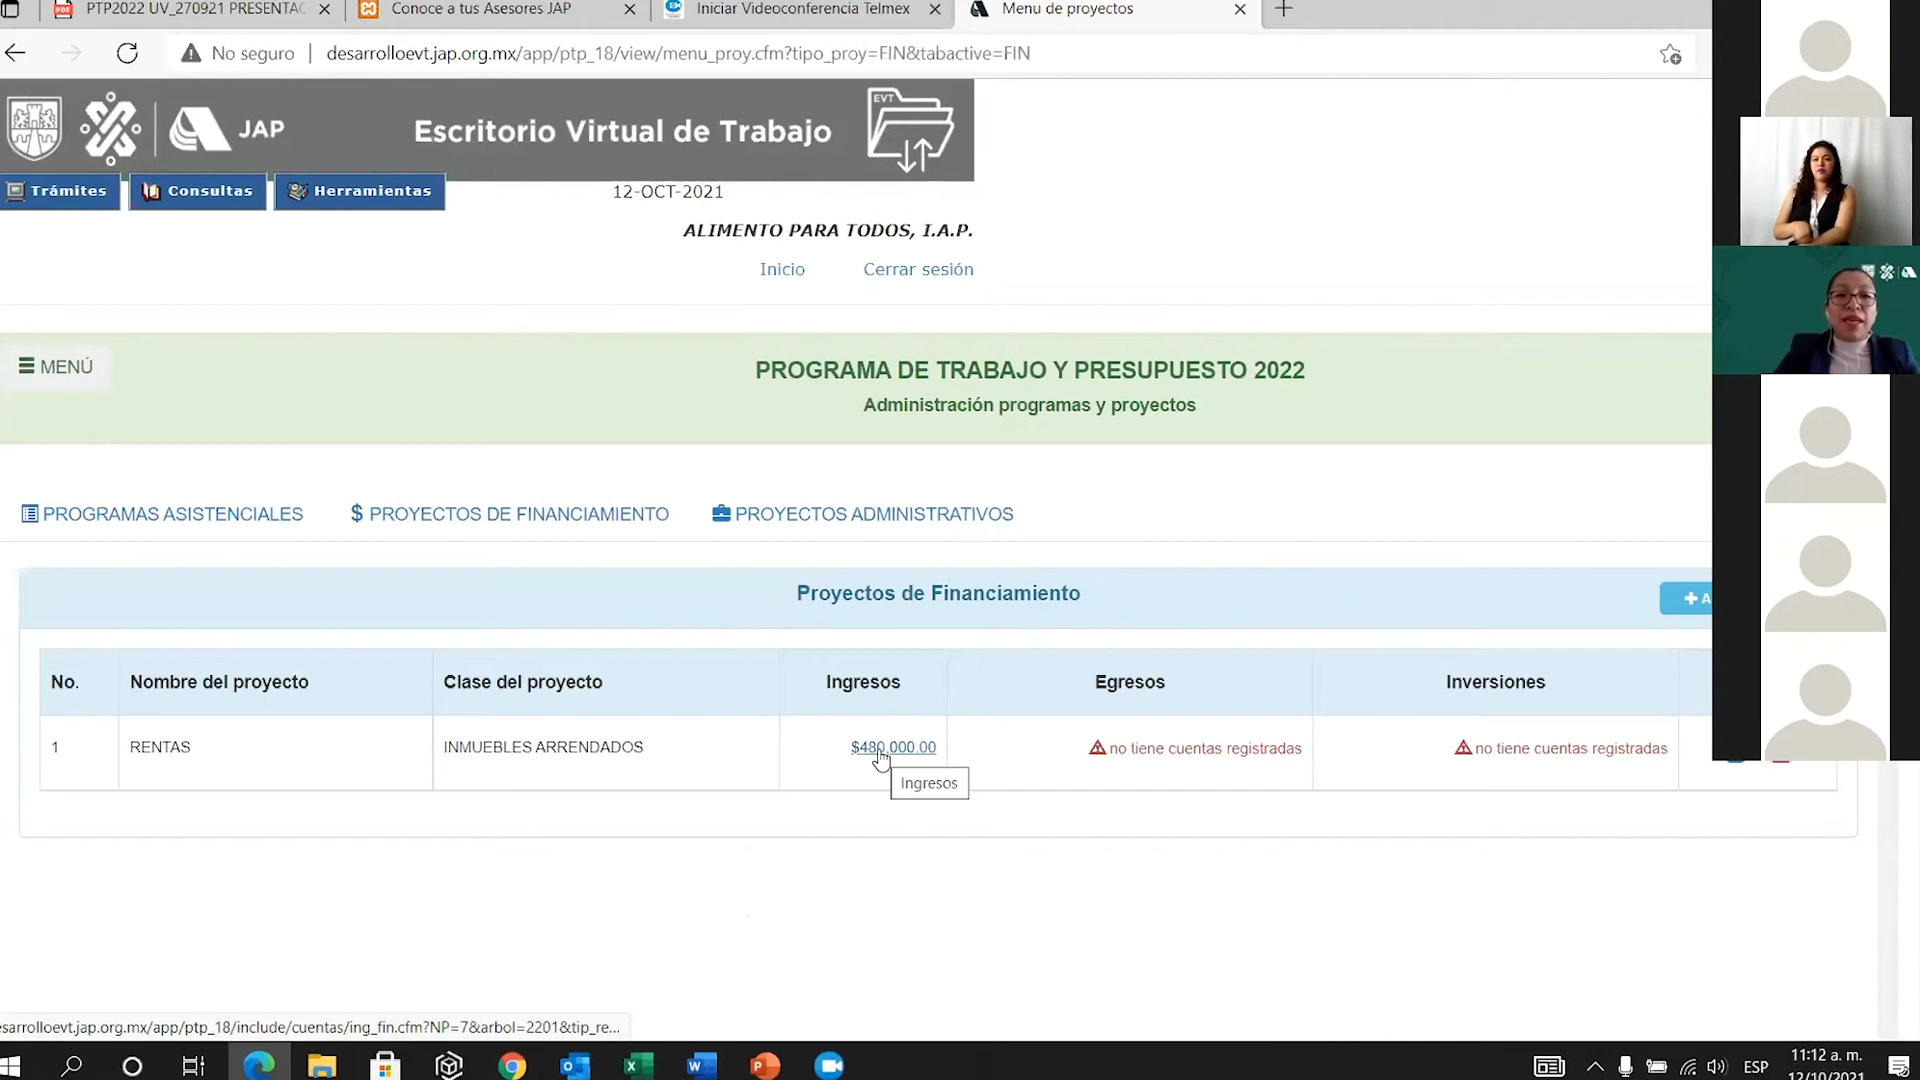 PTP2022 UV_270921 PRESENTAC
Conoce a tus Asesores JAP
Iniciar Videoconferencia Telmex
Menu de proyectos
No seguro
desarrolloevt.jap.org.mx/app/ptp_18/view/menu_proy.cfm?tipo_proy=FIN&tabactive=FIN
JAP
Escritorio Virtual de Trabajo
EVT
Trámites
Consultas
Herramientas
12-OCT-2021
ALIMENTO PARA TODOS, I.A.P.
Inicio
Cerrar sesión
MENÚ
PROGRAMA DE TRABAJO Y PRESUPUESTO 2022
Administración programas y proyectos
PROGRAMAS ASISTENCIALES
$ PROYECTOS DE FINANCIAMIENTO
PROYECTOS ADMINISTRATIVOS
Proyectos de Financiamiento
+ A
No. Nombre del proyecto Clase del proyecto Ingresos Egresos Inversiones
1 RENTAS INMUEBLES ARRENDADOS $480,000.00 no tiene cuentas registradas no tiene cuentas registradas
Ingresos
esarrolloevt.jap.org.mx/app/ptp_18/include/cuentas/ing_fin.cfm?NP=7&arbol=2201&tip_re...
ESP
11:12 a. m.
12/10/2021